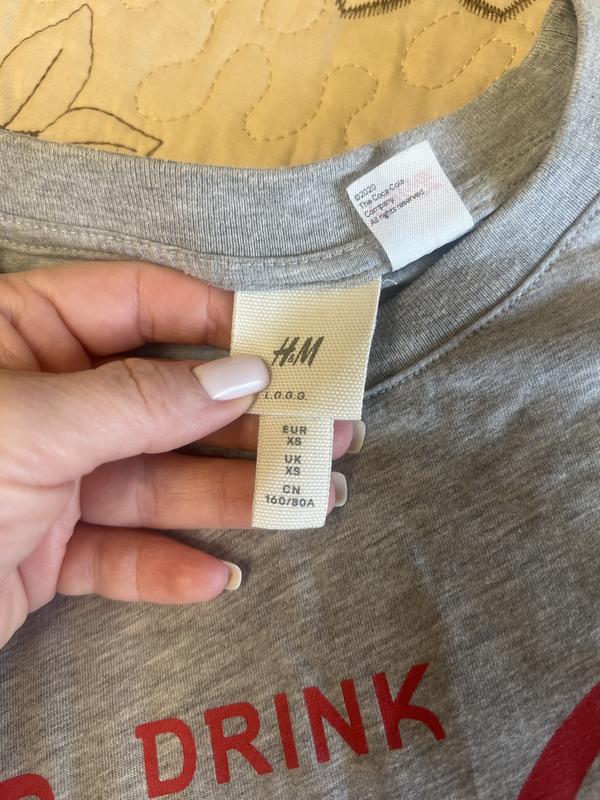 ©2020
The Coca-Cola
Company.
All rights reserved.
H&M
L.O.G.G.
EUR
XS
UK
XS
CN
160/80A
DRINK